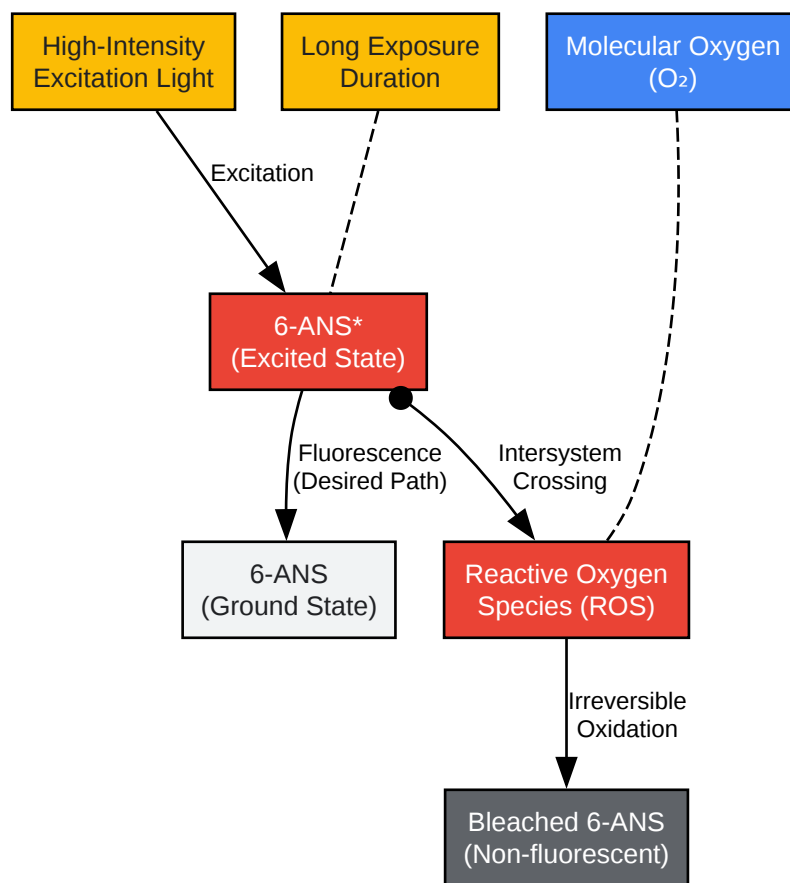 High-Intensity
Excitation Light
Long Exposure
Duration
Molecular Oxygen
(O₂)
Excitation
6-ANS*
(Excited State)
Fluorescence
(Desired Path)
Intersystem
Crossing
6-ANS
(Ground State)
Reactive Oxygen
Species (ROS)
Irreversible
Oxidation
Bleached 6-ANS
(Non-fluorescent)